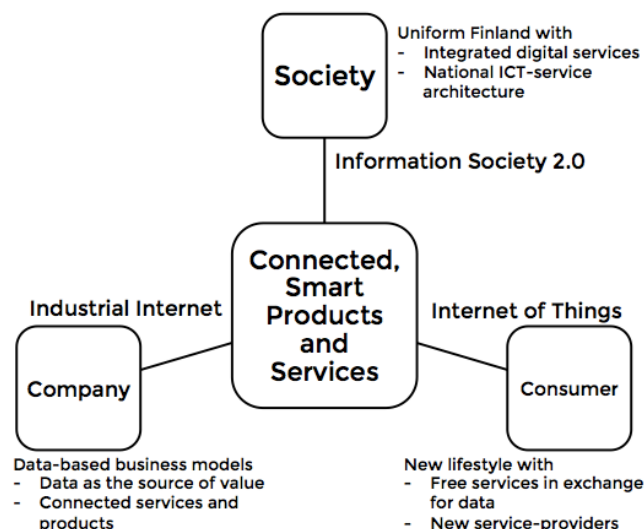 Society
Uniform Finland with
- Integrated digital services
- National ICT-service
architecture
Information Society 2.0
Connected,
Smart
Products
and
Services
Industrial Internet
Company
Data-based business models
- Data as the source of value
- Connected services and
products
Internet of Things
Consumer
New lifestyle with
- Free services in exchange
for data
- New service-providers